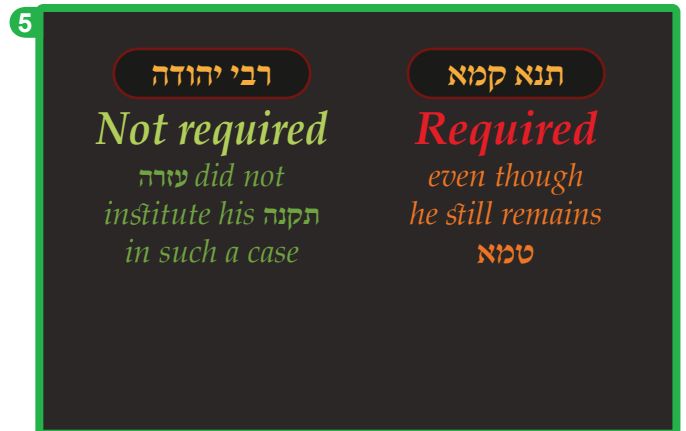 5
תנא קמא
Required
even though
he still remains
טמא
רבי יהודה
Not required
עזרה did not
institute his תקנה
in such a case